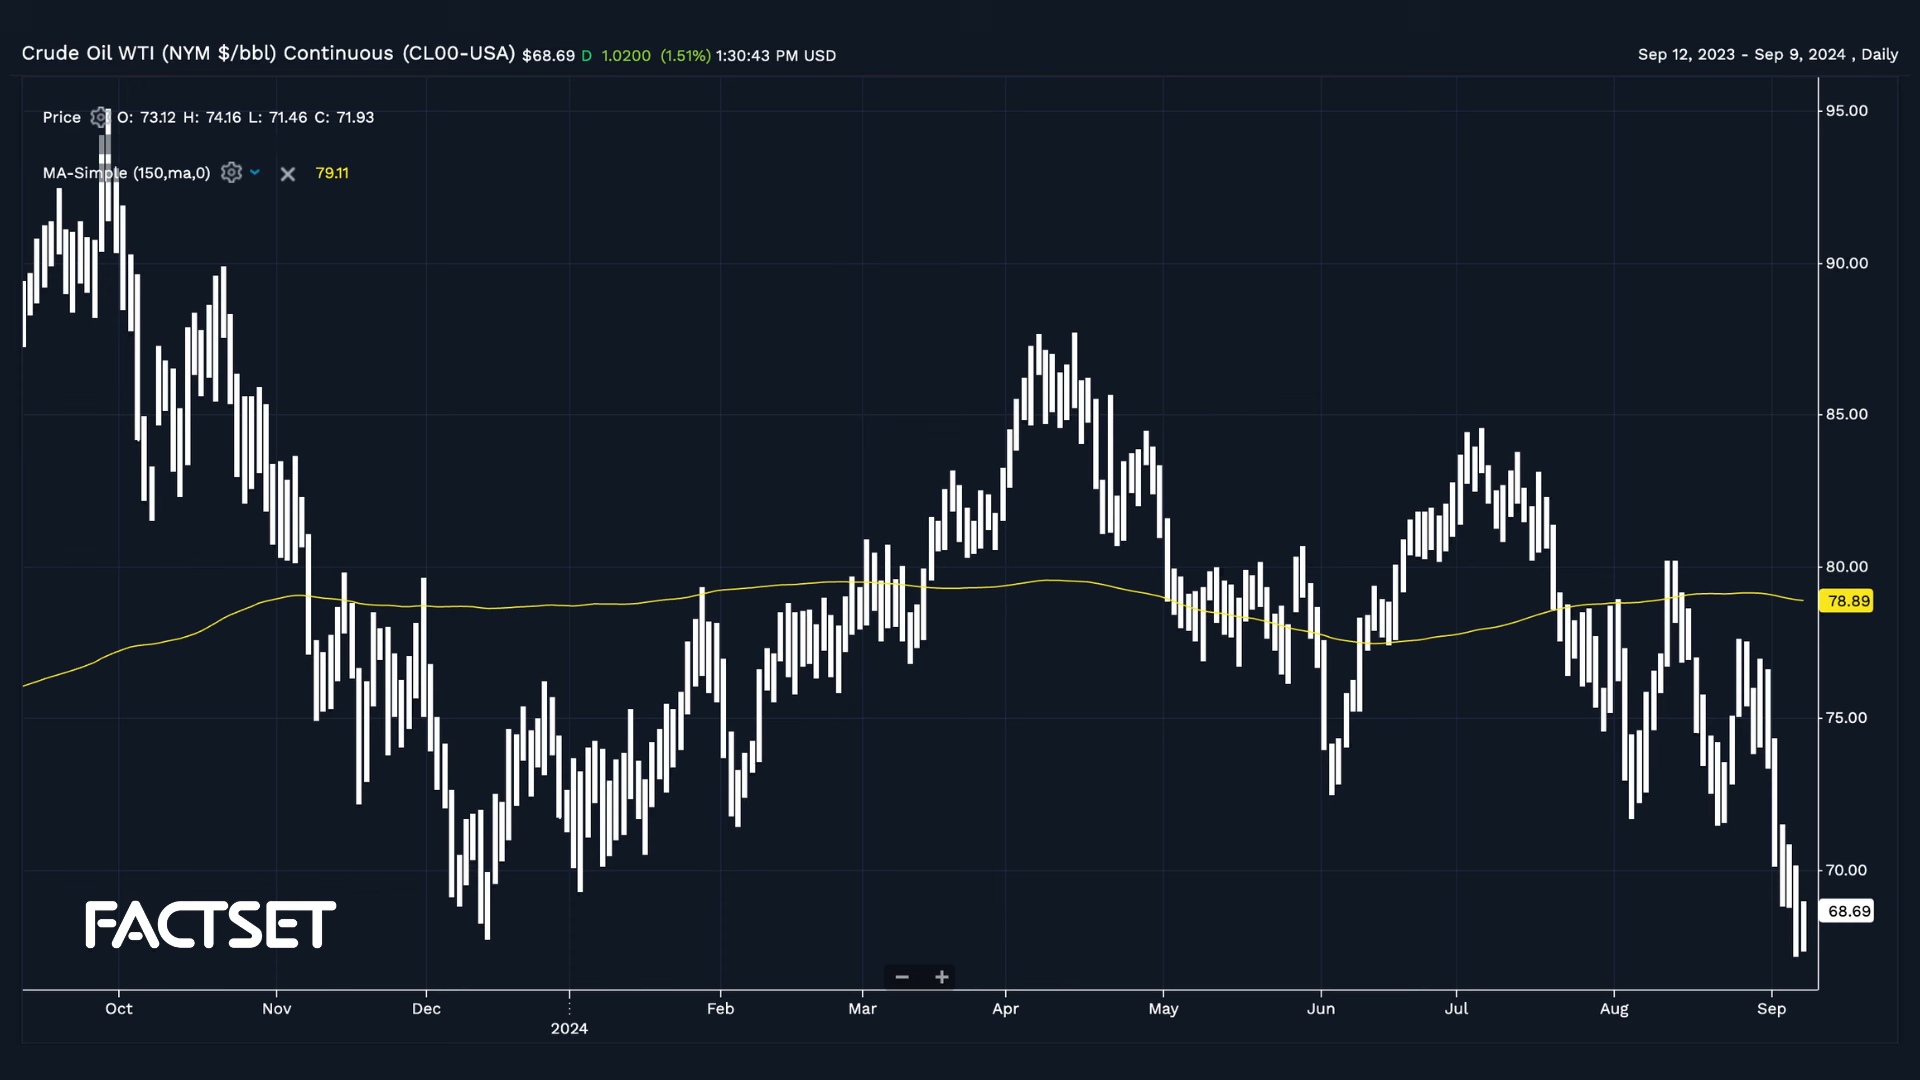 Crude Oil WTI (NYM $/bbl) Continuous (CL00-USA) $68.69 D 1.0200 (1.51%) 1:30:43 PM USD
Sep 12, 2023 - Sep 9, 2024 , Daily
Price O: 73.12 H: 74.16 L: 71.46 C: 71.93
MA-Simple (150,ma,0) 79.11
95.00
90.00
85.00
80.00
78.89
75.00
70.00
68.69
FACTSET
Oct Nov Dec Feb Mar Apr May Jun Jul Aug Sep
2024